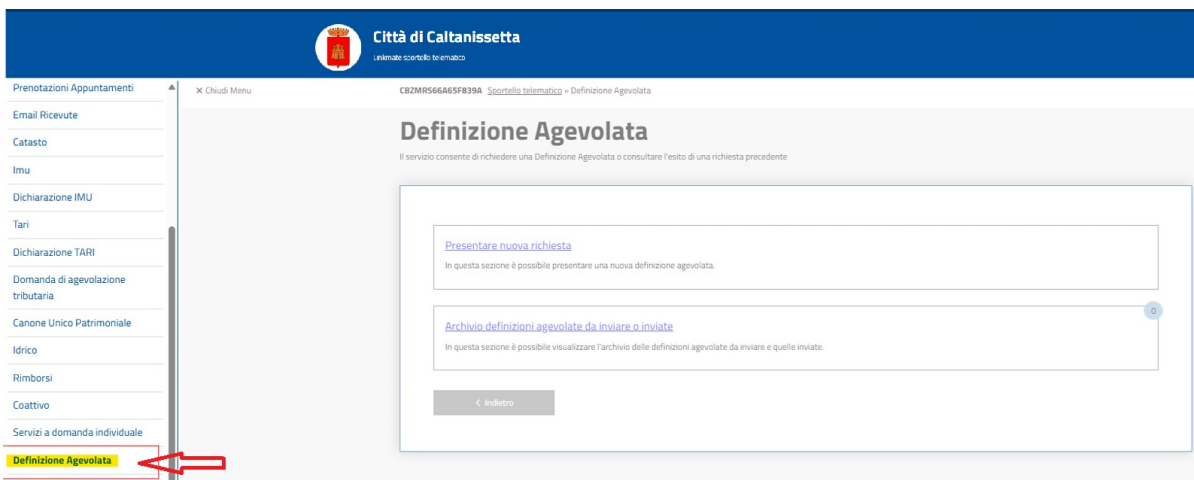 Città di Caltanissetta
Linkmate sportello telematico
Prenotazioni Appuntamenti
Email Ricevute
Catasto
Imu
Dichiarazione IMU
Tari
Dichiarazione TARI
Domanda di agevolazione
tributaria
Canone Unico Patrimoniale
Idrico
Rimborsi
Coattivo
Servizi a domanda individuale
Definizione Agevolata
X Chiudi Menu
CBZMRS66A65F839A Sportello telematico » Definizione Agevolata
Definizione Agevolata
Il servizio consente di richiedere una Definizione Agevolata o consultare l'esito di una richiesta precedente
Presentare nuova richiesta
In questa sezione è possibile presentare una nuova definizione agevolata.
0
Archivio definizioni agevolate da inviare o inviate
In questa sezione è possibile visualizzare l'archivio delle definizioni agevolate da inviare e quelle inviate.
< Indietro